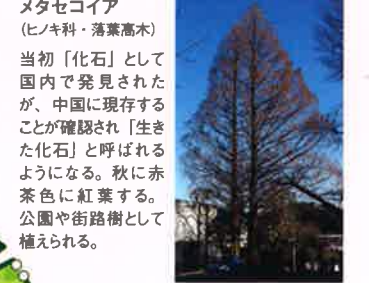 メタセコイア
（ヒノキ科・落葉高木）
当初「化石」として
国内で発見された
が、中国に現存する
ことが確認され「生き
た化石」と呼ばれる
ようになる。秋に赤
茶色に紅葉する。
公園や街路樹として
植えられる。